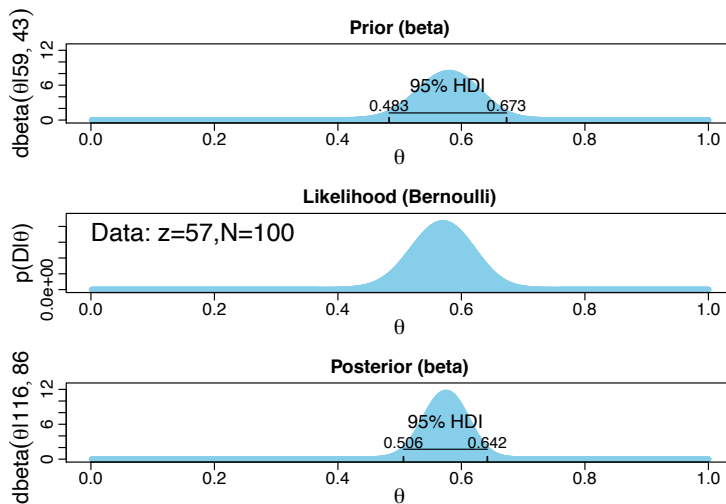 Prior (beta)
dbeta(θ|59, 43)
0 6 12
95% HDI
0.483 0.673
0.0 0.2 0.4 0.6 0.8 1.0
θ
Likelihood (Bernoulli)
p(D|θ)
0.0e+00
Data: z=57,N=100
0.0 0.2 0.4 0.6 0.8 1.0
θ
Posterior (beta)
dbeta(θ|116, 86
0 6 12
95% HDI
0.506 0.642
0.0 0.2 0.4 0.6 0.8 1.0
θ